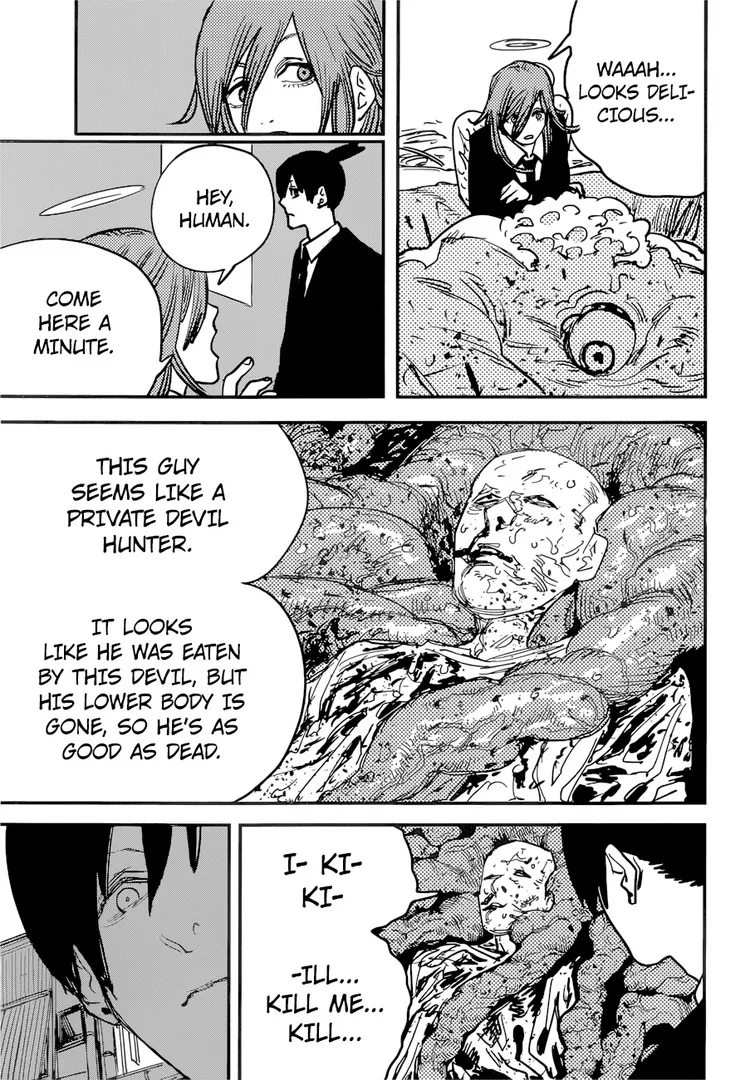 WAAAH...
LOOKS DELI-
CIOUS...
HEY,
HUMAN.
COME
HERE A
MINUTE.
THIS GUY
SEEMS LIKE A
PRIVATE DEVIL
HUNTER.
IT LOOKS
LIKE HE WAS EATEN
BY THIS DEVIL, BUT
HIS LOWER BODY IS
GONE, SO HE'S AS
GOOD AS DEAD.
I- KI-
KI-
-ILL...
KILL ME...
KILL...